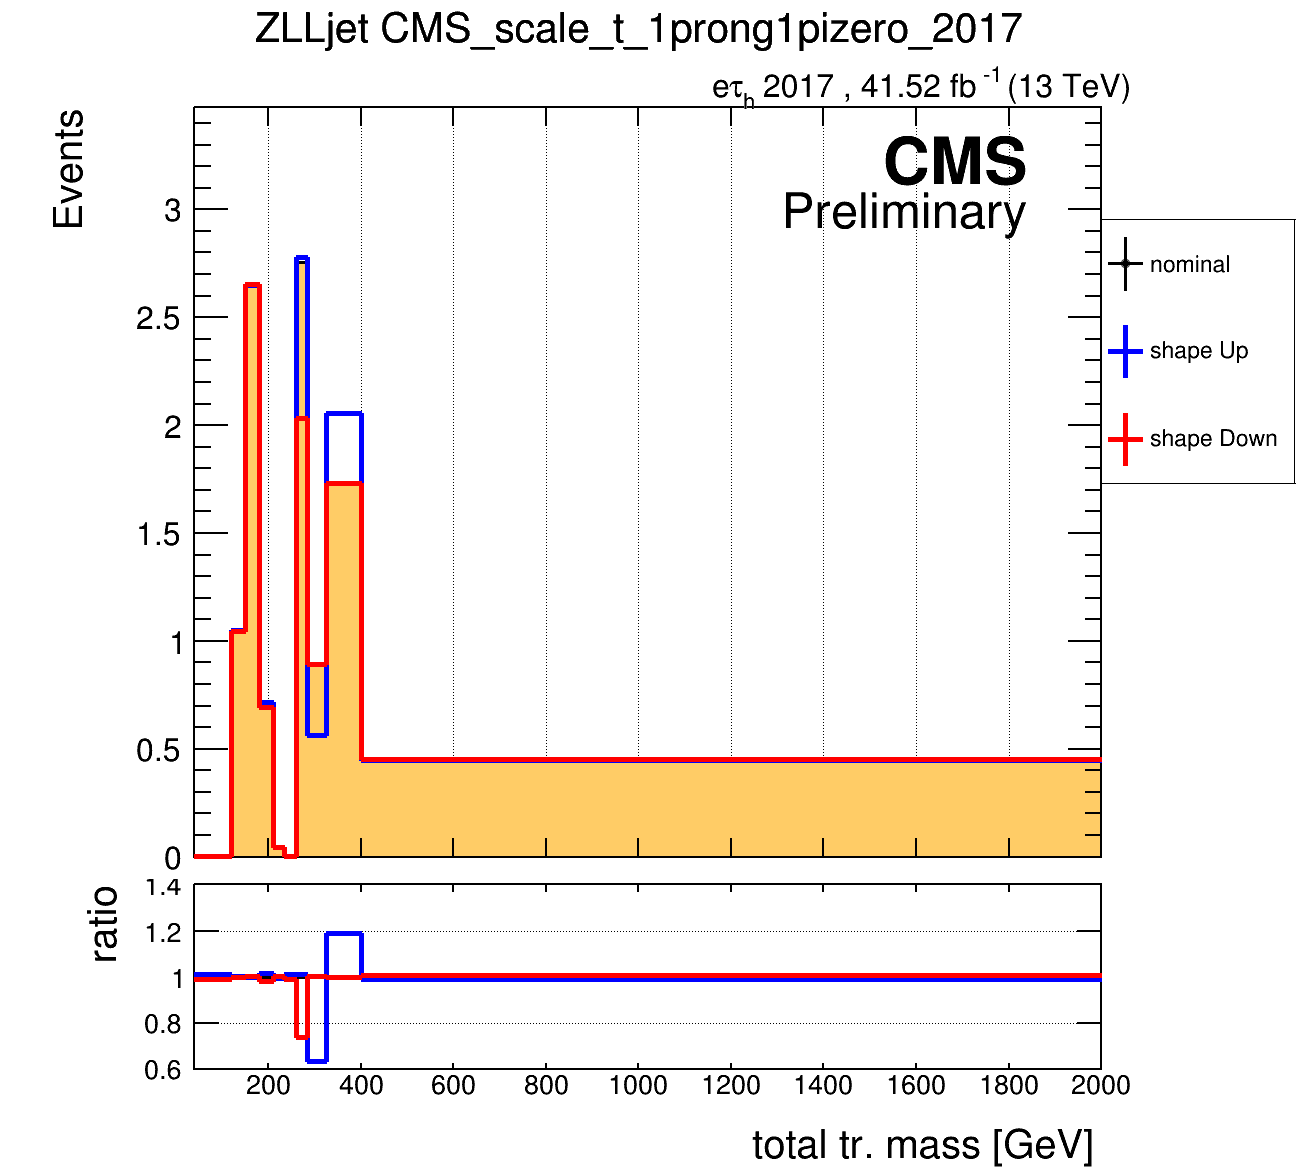 ZLLjet CMS_scale_t_1prong1pizero_2017
eτh 2017 , 41.52 fb -1 (13 TeV)
Events
CMS
Preliminary
3
2.5
2
1.5
1
0.5
0
nominal
shape Up
shape Down
ratio
1.4
1.2
1
0.8
0.6
200 400 600 800 1000 1200 1400 1600 1800 2000
total tr. mass [GeV]